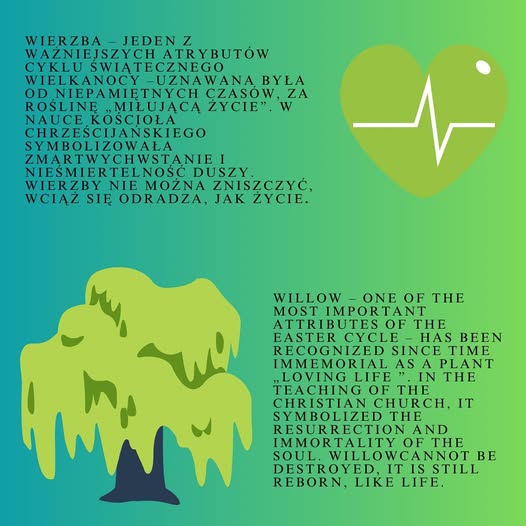 WIERZBA – JEDEN Z
WAŻNIEJSZYCH ATRYBUTÓW
CYKLU ŚWIĄTECZNEGO
WIELKANOCY –UZNAWANA BYŁA
OD NIEPAMIĘTNYCH CZASÓW, ZA
ROŚLINĘ „MIŁUJĄCĄ ŻYCIE”. W
NAUCE KOŚCIOŁA
CHRZEŚCIJAŃSKIEGO
SYMBOLIZOWAŁA
ZMARTWYCHWSTANIE I
NIEŚMIERTELNOŚĆ DUSZY.
WIERZBY NIE MOŻNA ZNISZCZYĆ,
WCIĄŻ SIĘ ODRADZA, JAK ŻYCIE.
WILLOW – ONE OF THE
MOST IMPORTANT
ATTRIBUTES OF THE
EASTER CYCLE – HAS BEEN
RECOGNIZED SINCE TIME
IMMEMORIAL AS A PLANT
„LOVING LIFE ”. IN THE
TEACHING OF THE
CHRISTIAN CHURCH, IT
SYMBOLIZED THE
RESURRECTION AND
IMMORTALITY OF THE
SOUL. WILLOWCANNOT BE
DESTROYED, IT IS STILL
REBORN, LIKE LIFE.